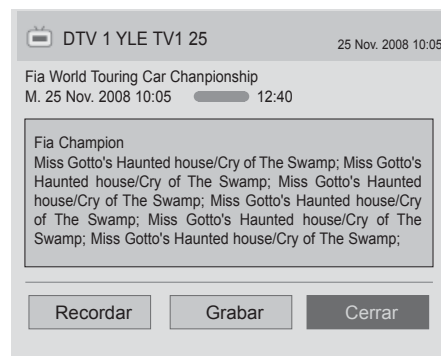 DTV 1 YLE TV1 25
25 Nov. 2008 10:05
Fia World Touring Car Chanpionship
M. 25 Nov. 2008 10:05 12:40
Fia Champion
Miss Gotto's Haunted house/Cry of The Swamp; Miss Gotto's
Haunted house/Cry of The Swamp; Miss Gotto's Haunted
house/Cry of The Swamp; Miss Gotto's Haunted house/Cry
of The Swamp; Miss Gotto's Haunted house/Cry of The
Swamp; Miss Gotto's Haunted house/Cry of The Swamp;
Recordar
Grabar
Cerrar